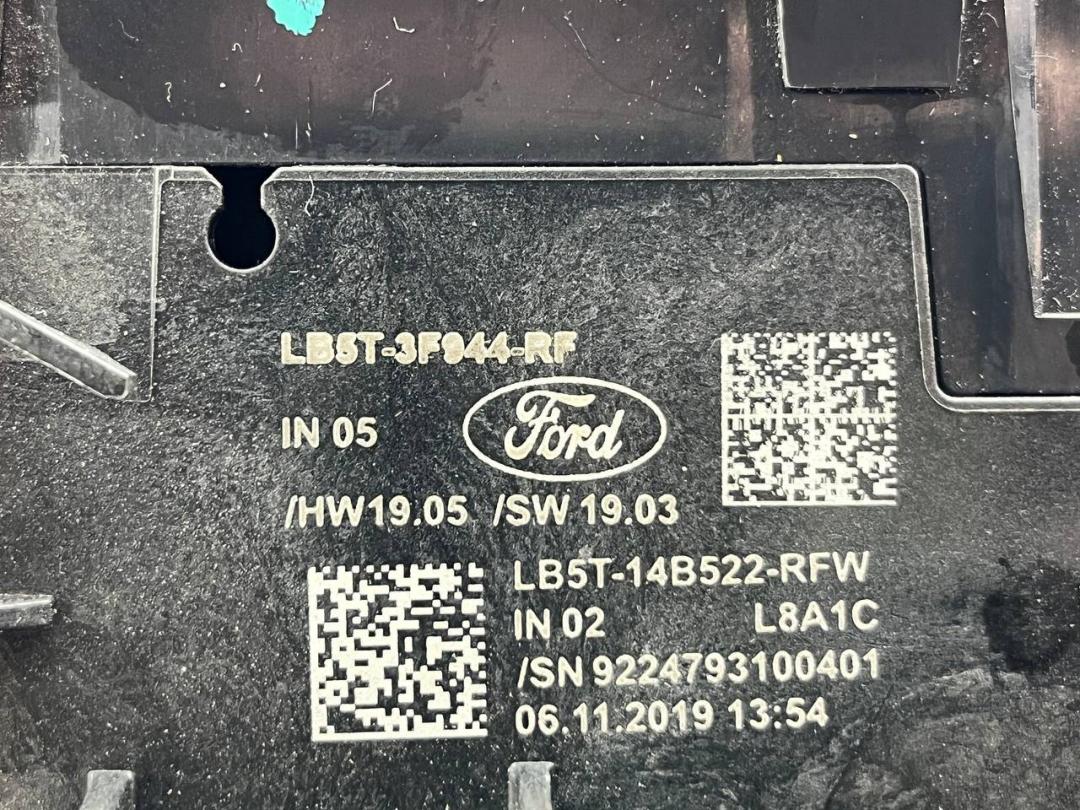 LB5T-3F944-RF
IN 05
Ford
/HW19.05 /SW 19.03
LB5T-14B522-RFW
IN 02 L8A1C
/SN 9224793100401
06.11.2019 13:54